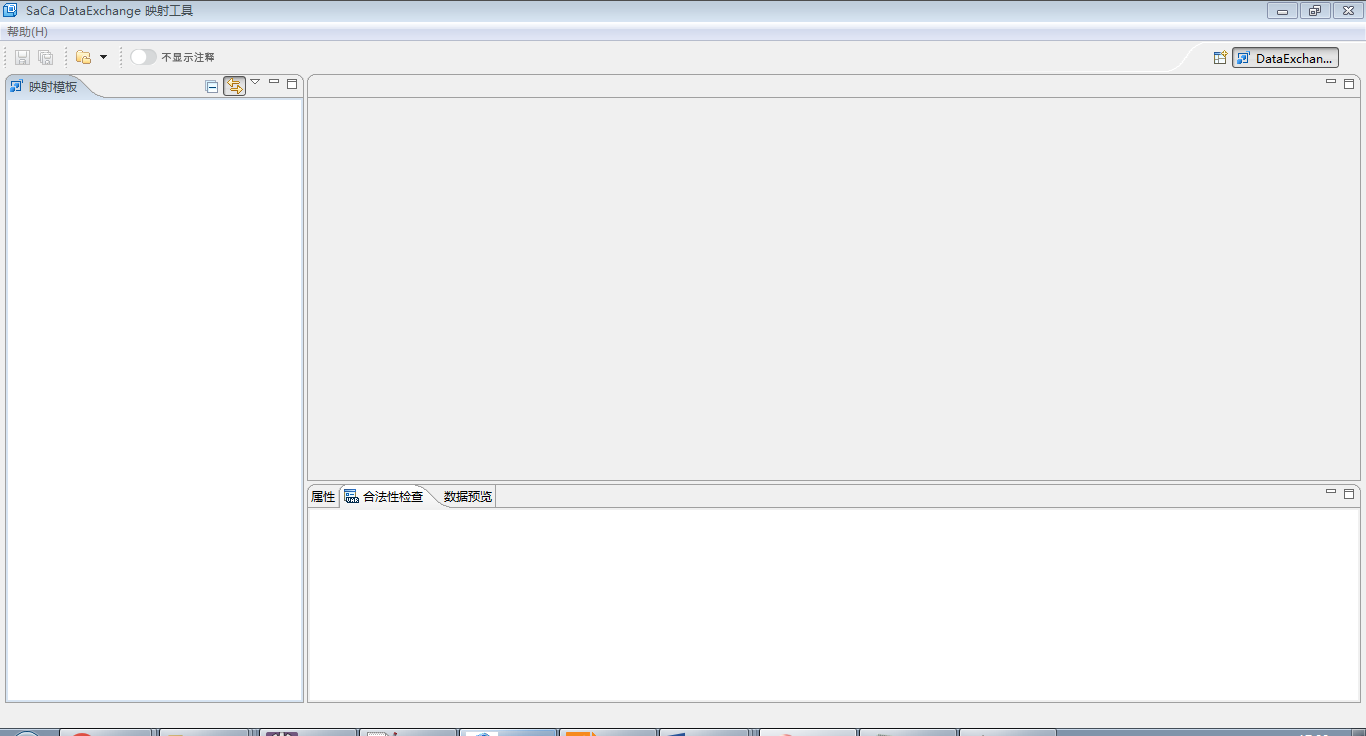 SaCa DataExchange 映射工具
帮助(H)
不显示注释
DataExchan...
映射模板
属性 合法性检查 数据预览